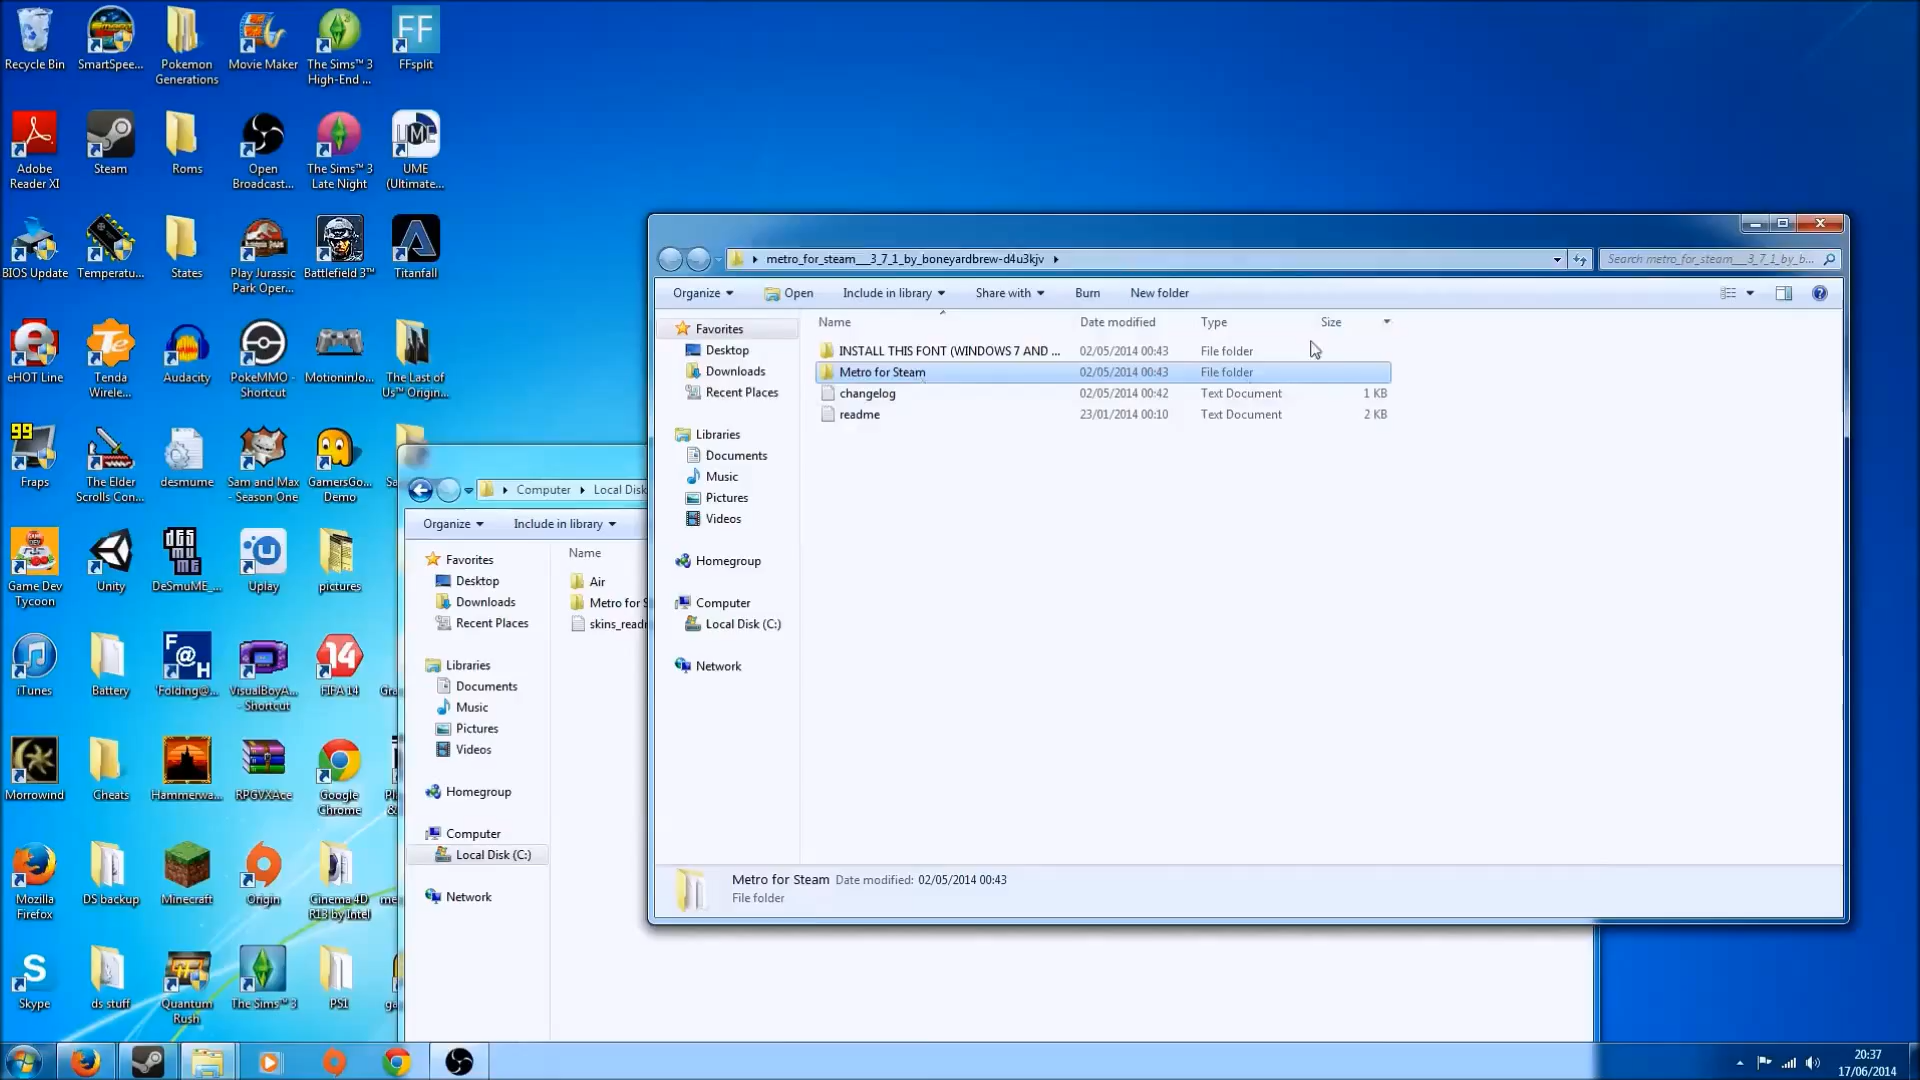 Recycle Bin
SmartSpee...
Pokemon
Generations
Movie Maker
The Sims™ 3
High-End ...
FF
FFsplit
Adobe
Reader XI
Steam
Roms
Open
Broadcast...
The Sims™ 3
Late Night
UME
UME
(Ultimate...
BIOS Update
Temperatu...
States
Play Jurassic
Park Oper...
Battlefield 3™
Titanfall
eHOT Line
Te
Tenda
Wirele...
Audacity
PokeMMO -
Shortcut
MotioninJo...
The Last of
Us™ Origin...
99
Fraps
The Elder
Scrolls Con...
desmume
Sam and Max
- Season One
GamersGo...
Demo
Game Dev
Tycoon
Unity
DeSmuME_...
Uplay
pictures
iTunes
Battery
F@H
'Folding@...
VisualBoyA...
- Shortcut
14
FIFA 14
Morrowind
Cheats
Hammerwa...
RPGVXAce
Google
Chrome
Mozilla
Firefox
DS backup
Minecraft
Origin
Cinema 4D
R13 by Intel
S
Skype
ds stuff
Quantum
Rush
The Sims™ 3
PS1
Computer
Local Disk
Organize
Include in library
Favorites
Desktop
Downloads
Recent Places
Libraries
Documents
Music
Pictures
Videos
Homegroup
Computer
Local Disk (C:)
Network
Name
Air
Metro for S
skins_readm
metro_for_steam___3_7_1_by_boneyardbrew-d4u3kjv
Search metro_for_steam___3_7_1_by_b...
Organize
Open
Include in library
Share with
Burn
New folder
Favorites
Desktop
Downloads
Recent Places
Libraries
Documents
Music
Pictures
Videos
Homegroup
Computer
Local Disk (C:)
Network
Name Date modified Type Size
INSTALL THIS FONT (WINDOWS 7 AND ... 02/05/2014 00:43 File folder
Metro for Steam 02/05/2014 00:43 File folder
changelog 02/05/2014 00:42 Text Document 1 KB
readme 23/01/2014 00:10 Text Document 2 KB
Metro for Steam Date modified: 02/05/2014 00:43
File folder
20:37
17/06/2014